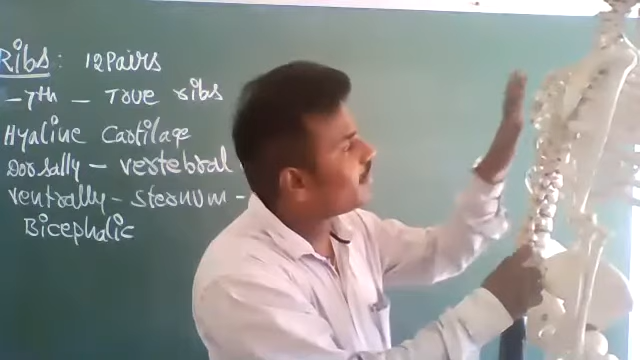 Ribs: 12 Pairs
- 7th - True ribs
Hyaline Cartilage
Dorsally - vertebral
Ventrally - sternum -
Bicephalic